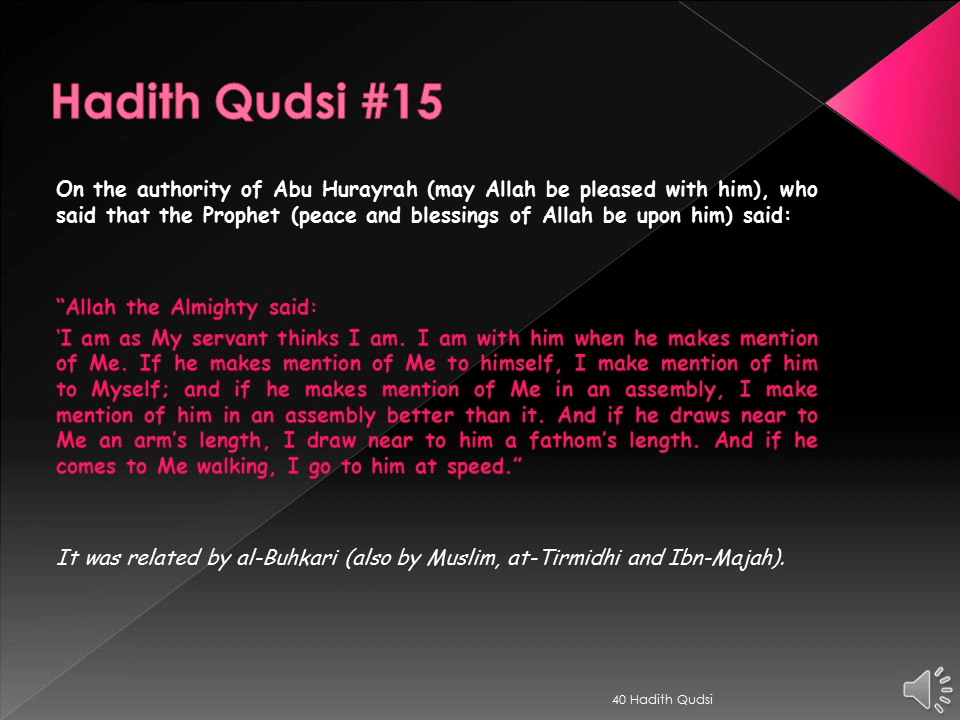 Hadith Qudsi #15
On the authority of Abu Hurayrah (may Allah be pleased with him), who
said that the Prophet (peace and blessings of Allah be upon him) said:
“Allah the Almighty said:
‘I am as My servant thinks I am. I am with him when he makes mention
of Me. If he makes mention of Me to himself, I make mention of him
to Myself; and if he makes mention of Me in an assembly, I make
mention of him in an assembly better than it. And if he draws near to
Me an arm’s length, I draw near to him a fathom’s length. And if he
comes to Me walking, I go to him at speed.”
It was related by al-Buhkari (also by Muslim, at-Tirmidhi and Ibn-Majah).
40 Hadith Qudsi